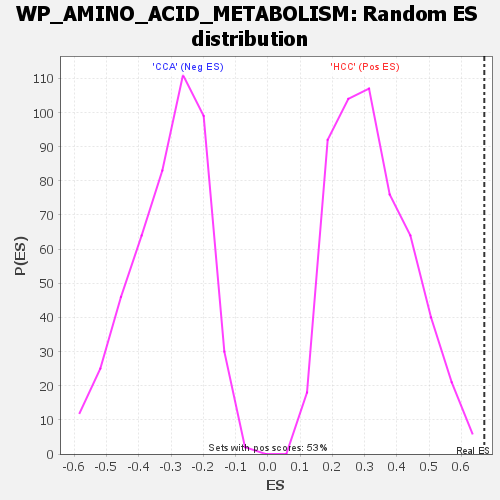 WP_AMINO_ACID_METABOLISM: Random ES
distribution
'CCA' (Neg ES)
'HCC' (Pos ES)
110
100
90
80
70
60
50
40
30
20
10
0
P(ES)
Sets with pos scores: 53%
Real ES
-0.6 -0.5 -0.4 -0.3 -0.2 -0.1 0.0 0.1 0.2 0.3 0.4 0.5 0.6
ES